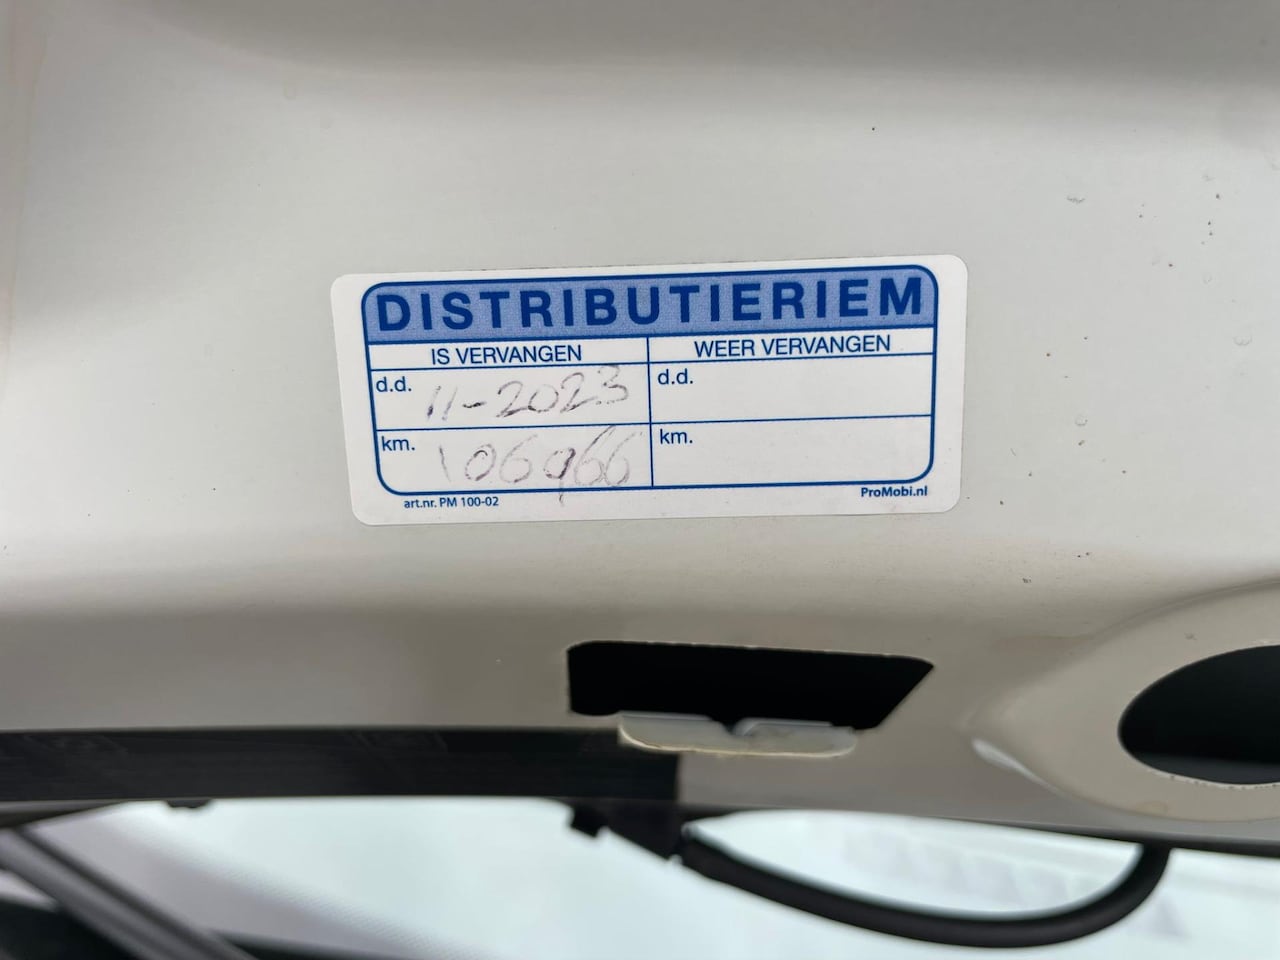 DISTRIBUTIERIEM
IS VERVANGEN WEER VERVANGEN
d.d. 11-2023 d.d.
km. 106966 km.
art.nr. PM 100-02 ProMobi.nl